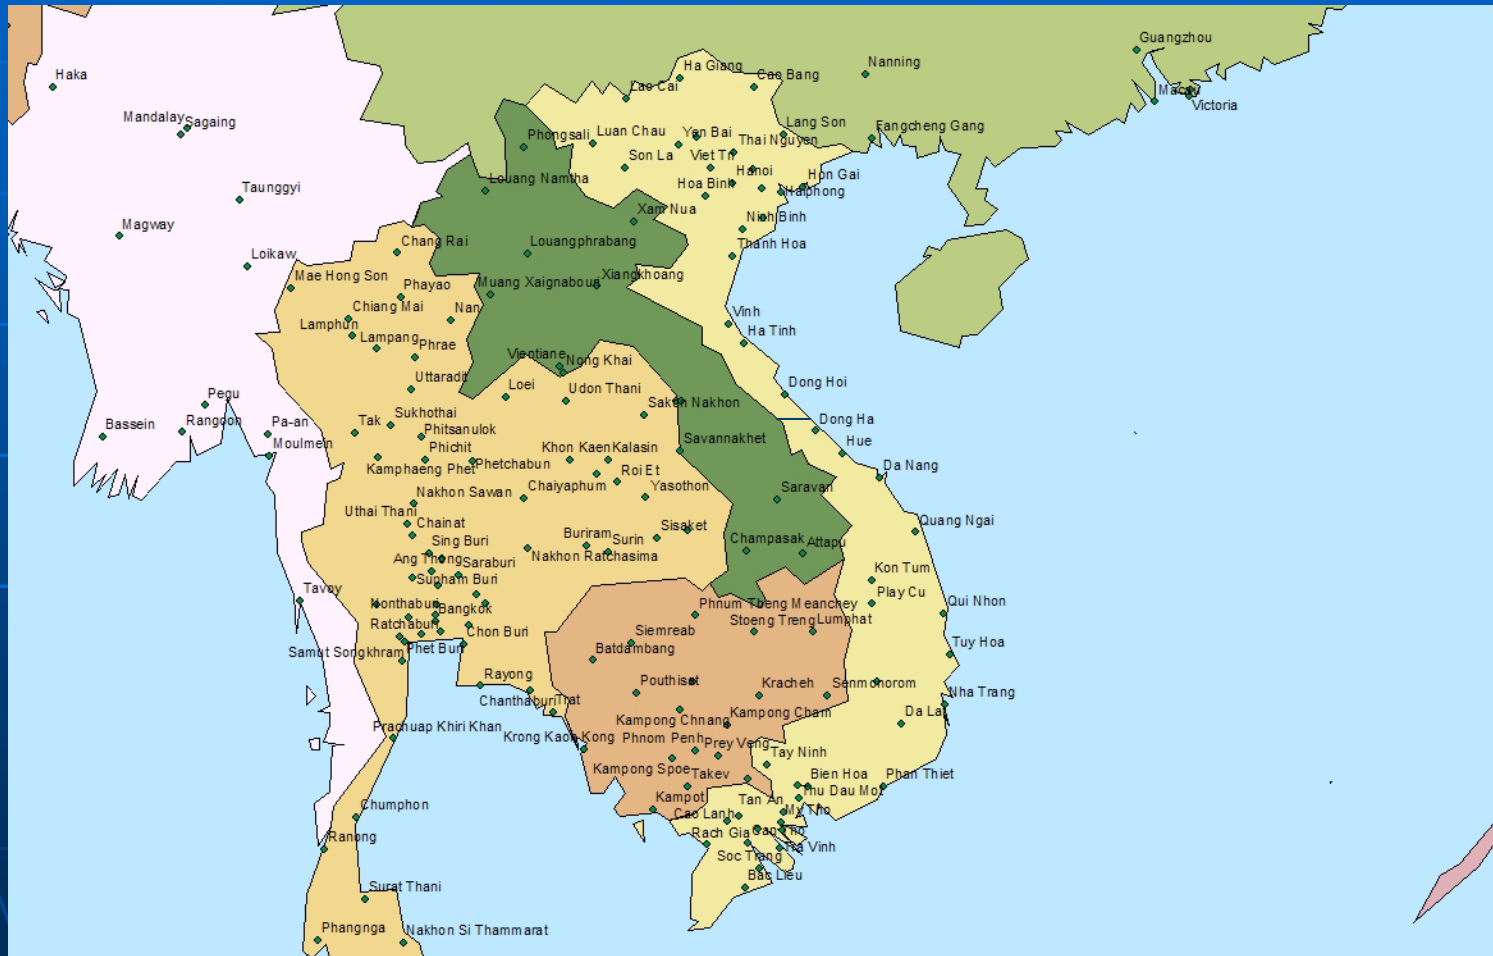 Guangzhou
Ha Giang
Nanning
Haka
Cao Bang
Lao Cai
Macau
Victoria
Mandalay
Sagaing
Lang Son
Fangcheng Gang
Phongsali
Luan Chau
Yen Bai
Thai Nguyen
Son La
Viet Tri
Hanoi
Hon Gai
Louang Namtha
Hoa Binh
Haiphong
Taunggyi
Xam Nua
Ninh Binh
Magway
Chang Rai
Louangphrabang
Thanh Hoa
Loikaw
Mae Hong Son
Phayao
Muang Xaignabouri
Xiangkhoang
Chiang Mai
Nan
Vinh
Lamphun
Lampang
Phrae
Ha Tinh
Vientiane
Nong Khai
Uttaradit
Loei
Udon Thani
Dong Hoi
Pegu
Sakon Nakhon
Bassein
Rangoon
Pa-an
Tak
Sukhothai
Phitsanulok
Dong Ha
Moulmein
Phichit
Khon Kaen
Kalasin
Savannakhet
Hue
Kamphaeng Phet
Phetchabun
Roi Et
Da Nang
Nakhon Sawan
Chaiyaphum
Yasothon
Saravan
Uthai Thani
Chainat
Sing Buri
Buriram
Surin
Sisaket
Quang Ngai
Ang Thong
Saraburi
Nakhon Ratchasima
Champasak
Attapu
Supham Buri
Kon Tum
Tavoy
Play Cu
Nonthaburi
Bangkok
Phnum Tbeng Meanchey
Qui Nhon
Ratchaburi
Chon Buri
Siemreab
Stoeng Treng
Lumphat
Samut Songkhram
Phet Buri
Batdambang
Tuy Hoa
Rayong
Pouthisat
Kracheh
Senmonorom
Nha Trang
Chanthaburi
Trat
Kampong Chnang
Kampong Cham
Da Lat
Prachuap Khiri Khan
Krong Kaoh Kong
Phnom Penh
Prey Veng
Tay Ninh
Kampong Spoe
Takev
Bien Hoa
Phan Thiet
Thu Dau Mot
Chumphon
Kampot
Tan An
My Tho
Cao Lanh
Ranong
Rach Gia
Can Tho
Tra Vinh
Soc Trang
Surat Thani
Bac Lieu
Phangnga
Nakhon Si Thammarat